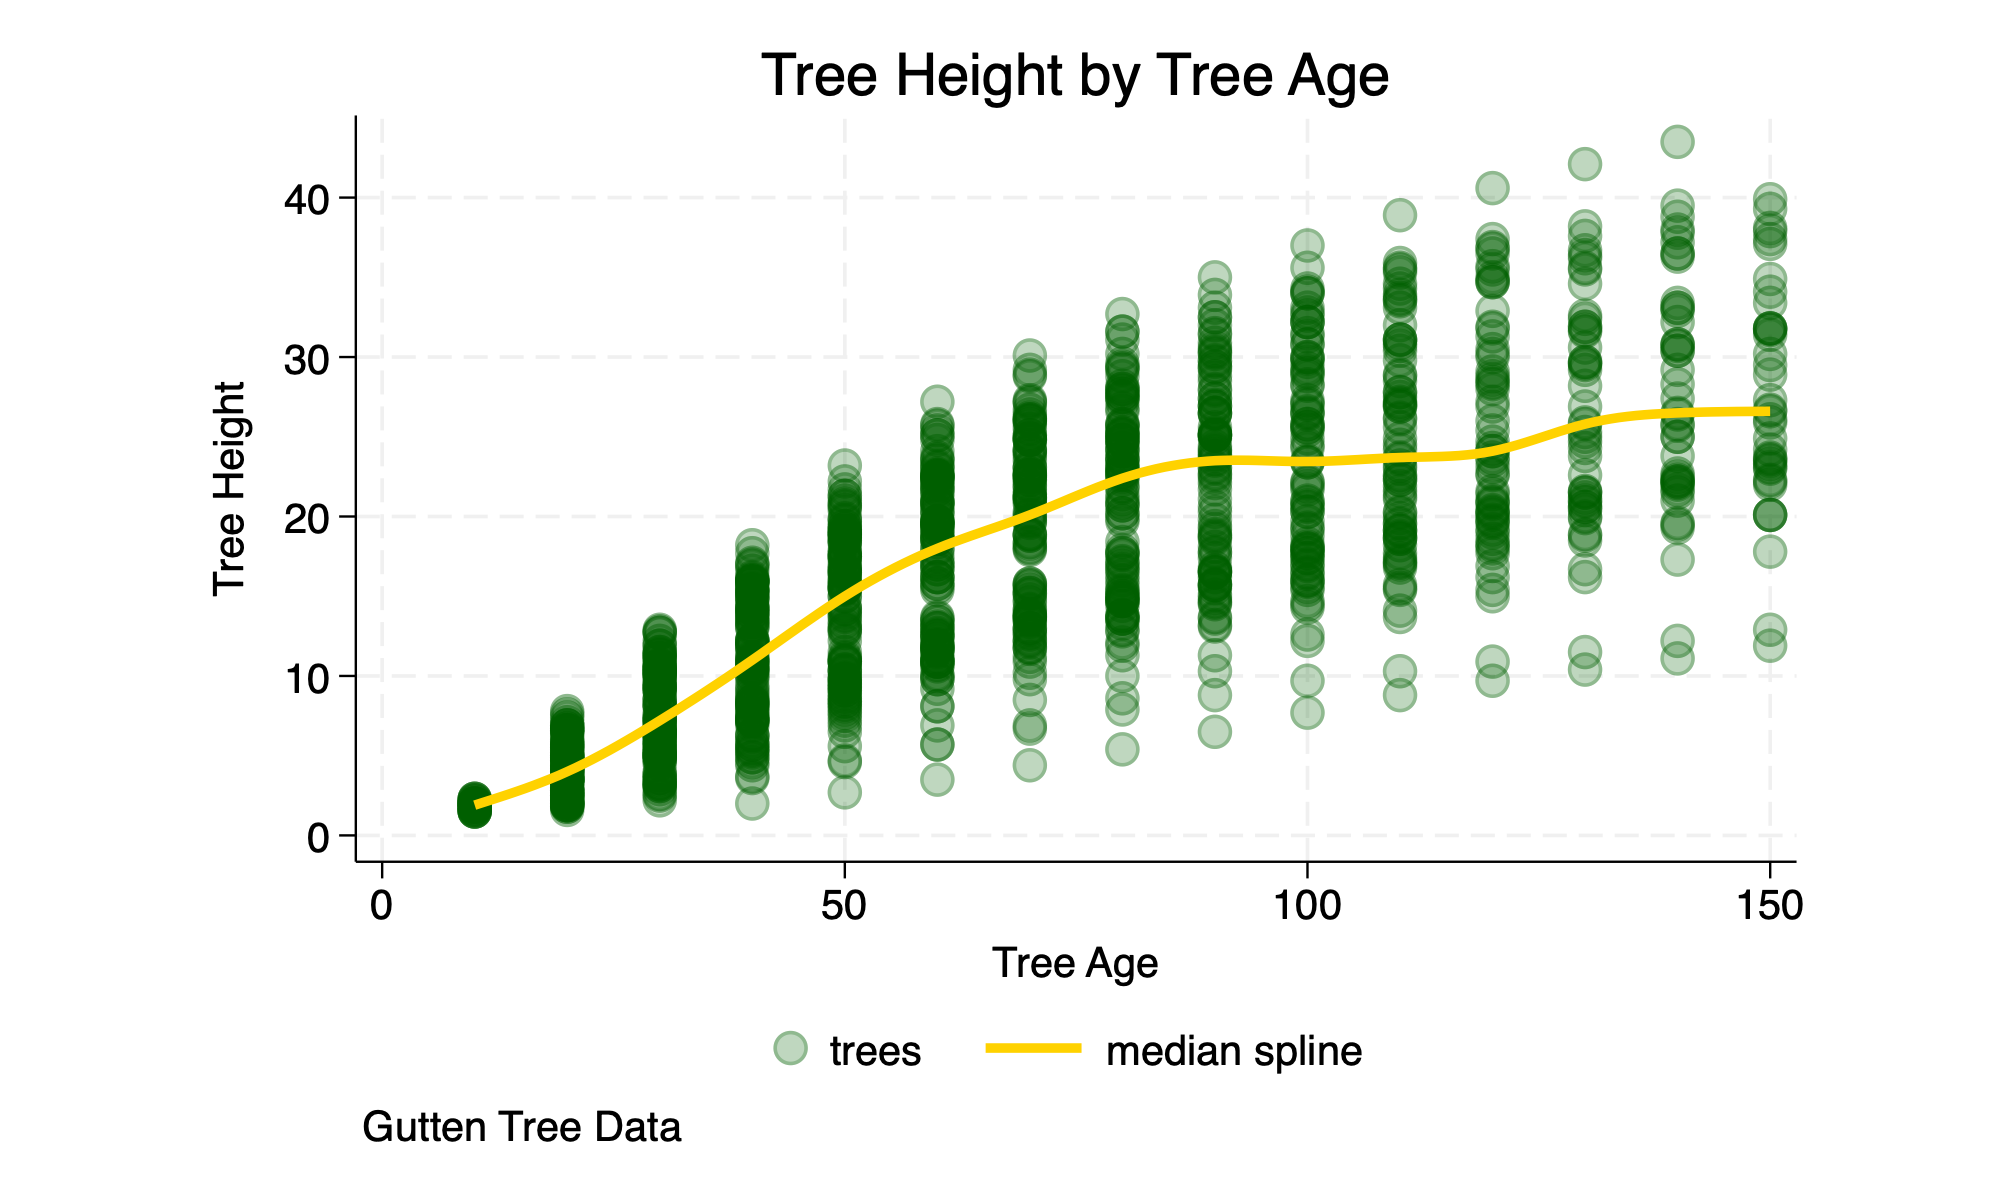 Tree Height by Tree Age
Tree Height
40
30
20
10
0
0 50 100 150
Tree Age
trees median spline
Gutten Tree Data